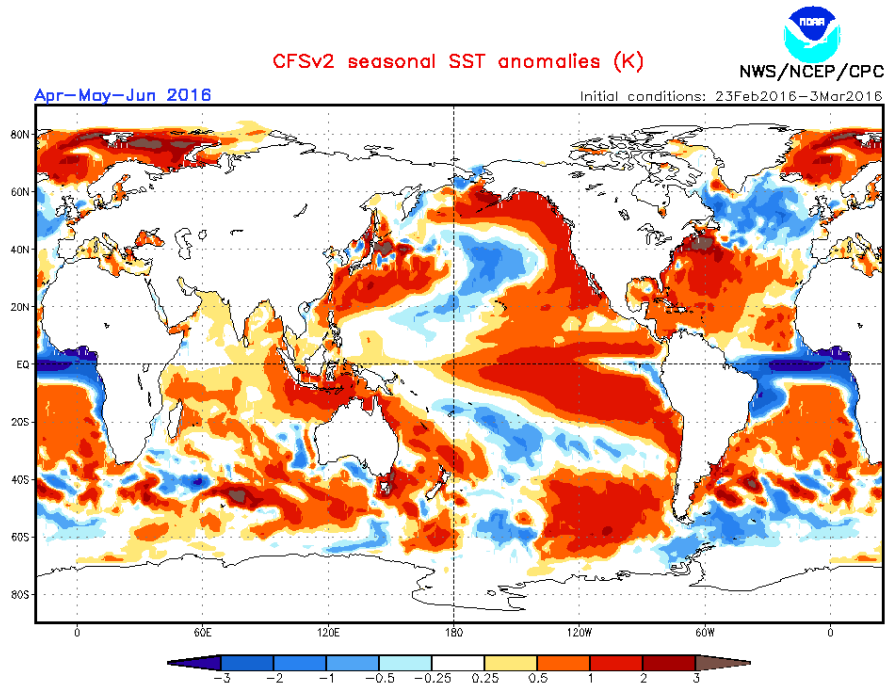 NOAA
CFSv2 seasonal SST anomalies (K)
NWS/NCEP/CPC
Apr-May-Jun 2016
Initial conditions: 23Feb2016-3Mar2016
80N
60N
40N
20N
EQ
20S
40S
60S
80S
0 60E 120E 180 120W 60W 0
-3 -2 -1 -0.5 -0.25 0.25 0.5 1 2 3